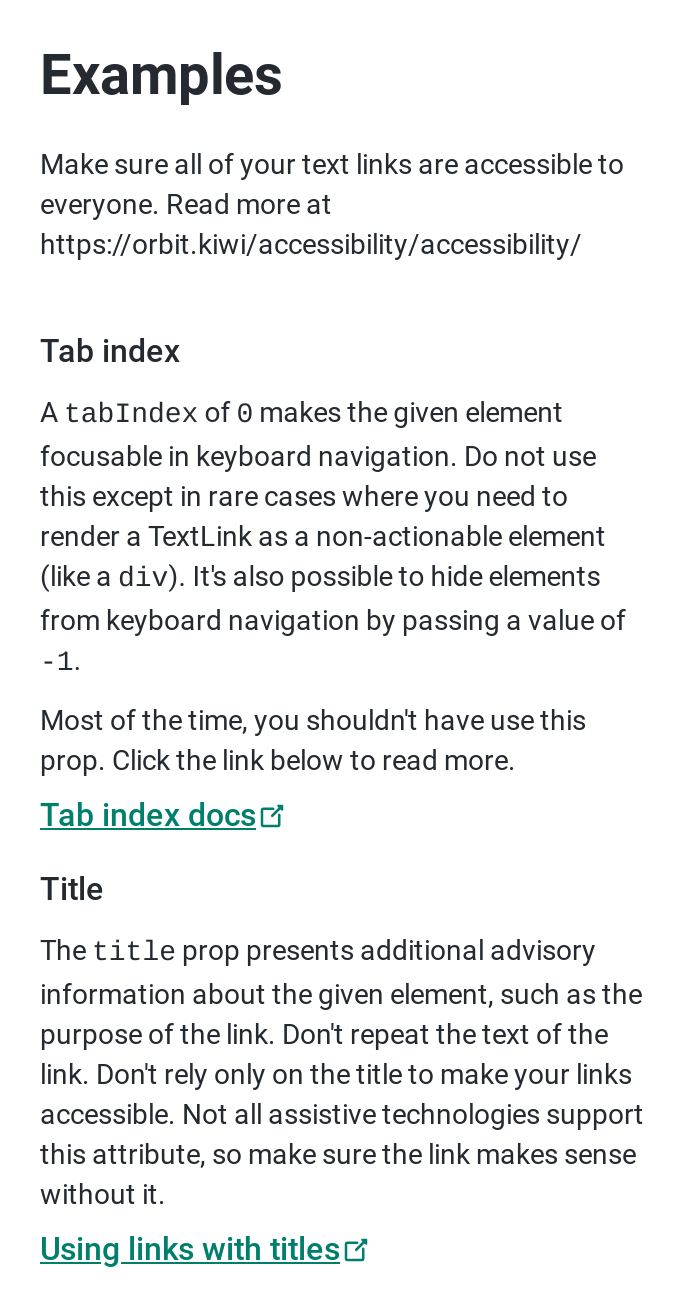 Examples
Make sure all of your text links are accessible to
everyone. Read more at
https://orbit.kiwi/accessibility/accessibility/
Tab index
A tabIndex of 0 makes the given element
focusable in keyboard navigation. Do not use
this except in rare cases where you need to
render a TextLink as a non-actionable element
(like a div). It's also possible to hide elements
from keyboard navigation by passing a value of
-1.
Most of the time, you shouldn't have use this
prop. Click the link below to read more.
Tab index docs
Title
The title prop presents additional advisory
information about the given element, such as the
purpose of the link. Don't repeat the text of the
link. Don't rely only on the title to make your links
accessible. Not all assistive technologies support
this attribute, so make sure the link makes sense
without it.
Using links with titles